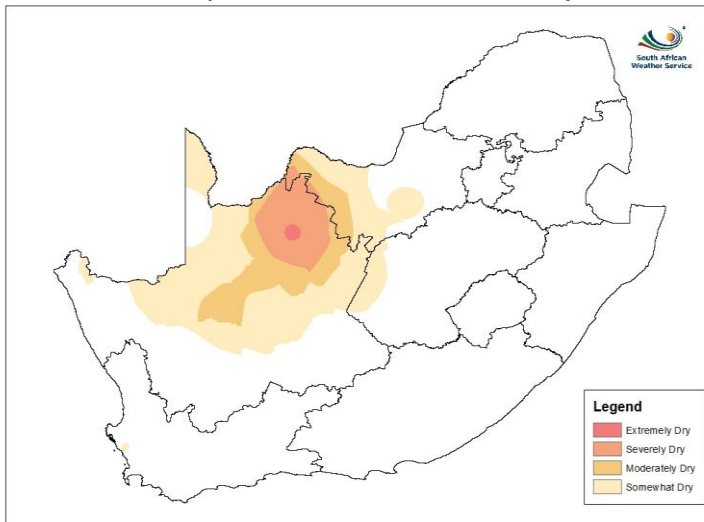 South African
Weather Service
Legend
Extremely Dry
Severely Dry
Moderately Dry
Somewhat Dry